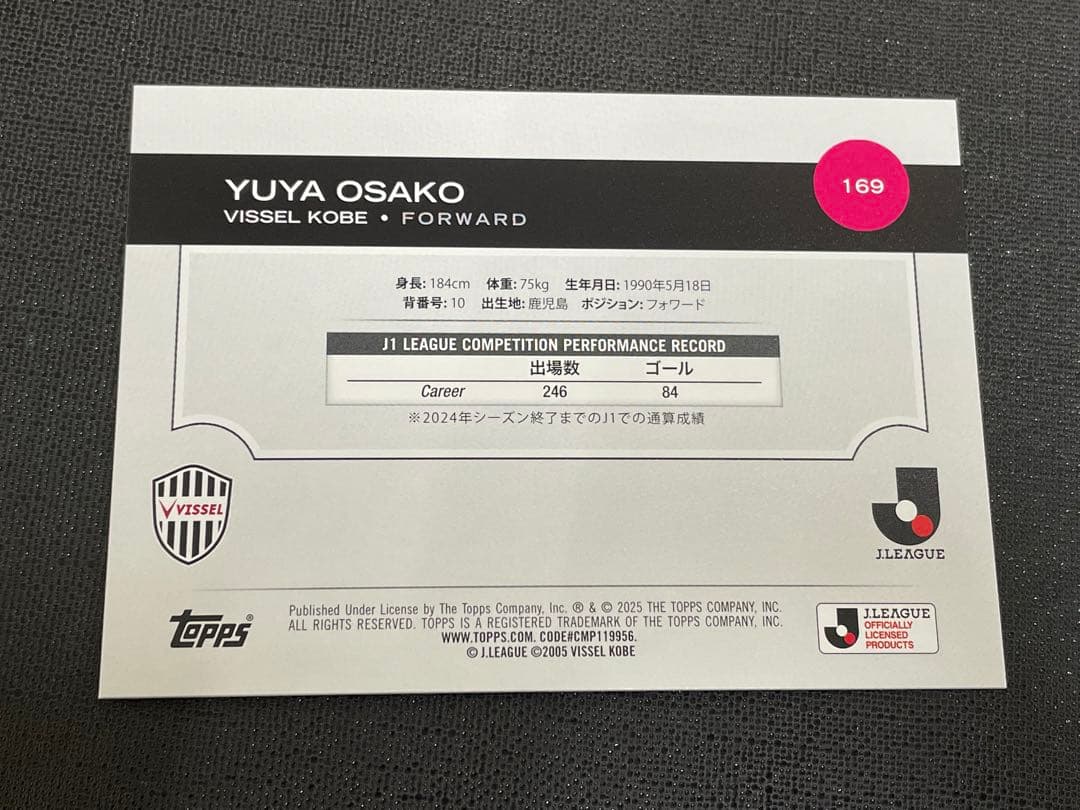 YUYA OSAKO
169
VISSEL KOBE • FORWARD
身長: 184cm 体重: 75kg 生年月日: 1990年5月18日
背番号: 10 出生地: 鹿児島 ポジション: フォワード
J1 LEAGUE COMPETITION PERFORMANCE RECORD
出場数 ゴール
Career 246 84
※2024年シーズン終了までのJ1での通算成績
VISSEL
J.LEAGUE
Topps®
Published Under License by The Topps Company, Inc. ® & © 2025 THE TOPPS COMPANY, INC.
ALL RIGHTS RESERVED. TOPPS IS A REGISTERED TRADEMARK OF THE TOPPS COMPANY, INC.
WWW.TOPPS.COM. CODE#CMP119956.
© J.LEAGUE ©2005 VISSEL KOBE
J.LEAGUE
OFFICIALLY
LICENSED
PRODUCTS